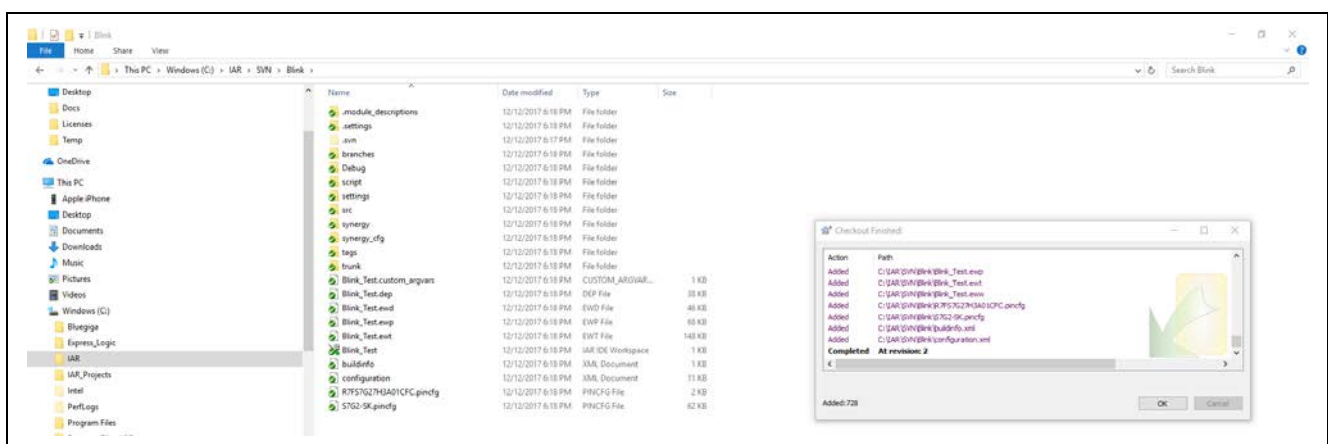 Blink
File Home Share View
This PC > Windows (C:) > IAR > SVN > Blink >
Search Blink
Desktop
Docs
Licenses
Temp
OneDrive
This PC
Apple iPhone
Desktop
Documents
Downloads
Music
Pictures
Videos
Windows (C:)
Bluegiga
Express_Logic
IAR
IAR_Projects
Intel
PerfLogs
Program Files
Name Date modified Type Size
.module_descriptions 12/12/2017 6:18 PM File folder
.settings 12/12/2017 6:18 PM File folder
.svn 12/12/2017 6:17 PM File folder
branches 12/12/2017 6:18 PM File folder
Debug 12/12/2017 6:18 PM File folder
script 12/12/2017 6:18 PM File folder
settings 12/12/2017 6:18 PM File folder
src 12/12/2017 6:18 PM File folder
synergy 12/12/2017 6:18 PM File folder
synergy_cfg 12/12/2017 6:18 PM File folder
tags 12/12/2017 6:18 PM File folder
trunk 12/12/2017 6:18 PM File folder
Blink_Test.custom_argvars 12/12/2017 6:18 PM CUSTOM_ARGVAR... 1 KB
Blink_Test.dep 12/12/2017 6:18 PM DEP File 38 KB
Blink_Test.ewd 12/12/2017 6:18 PM EWD File 46 KB
Blink_Test.ewp 12/12/2017 6:18 PM EWP File 68 KB
Blink_Test.ewt 12/12/2017 6:18 PM EWT File 148 KB
Blink_Test 12/12/2017 6:18 PM IAR IDE Workspace 1 KB
buildinfo 12/12/2017 6:18 PM XML Document 1 KB
configuration 12/12/2017 6:18 PM XML Document 11 KB
R7FS7G27H3A01CFC.pincfg 12/12/2017 6:18 PM PINCFG File 2 KB
S7G2-SK.pincfg 12/12/2017 6:18 PM PINCFG File 62 KB
Checkout Finished!
Action Path
Added C:\IAR\SVN\Blink\Blink_Test.ewp
Added C:\IAR\SVN\Blink\Blink_Test.ewt
Added C:\IAR\SVN\Blink\Blink_Test.eww
Added C:\IAR\SVN\Blink\R7FS7G27H3A01CFC.pincfg
Added C:\IAR\SVN\Blink\S7G2-SK.pincfg
Added C:\IAR\SVN\Blink\buildinfo.xml
Added C:\IAR\SVN\Blink\configuration.xml
Completed At revision: 2
Added:728
OK Cancel